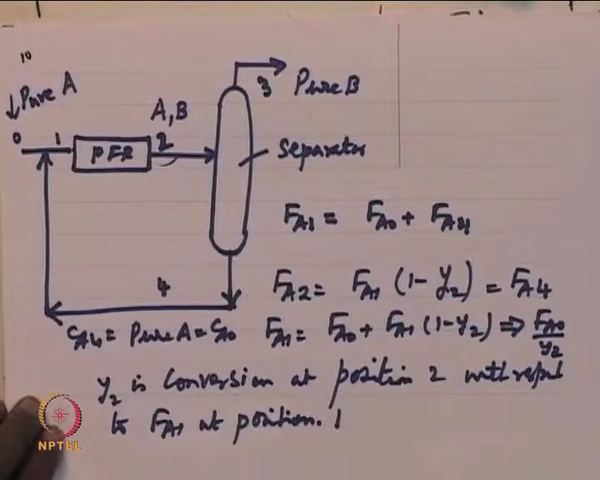 10
Pure A
0
1
PFR
A, B
2
3
Pure B
Separator
F_A1 = F_A0 + F_A4
4
F_A2 = F_A1 (1 - y_2) = F_A4
C_A4 = Pure A = C_A0
F_A1 = F_A0 + F_A1 (1 - y_2) ⇒ F_A0 / y_2
y_2 is conversion at position 2 with respect
to F_A1 at position. 1
NPTEL